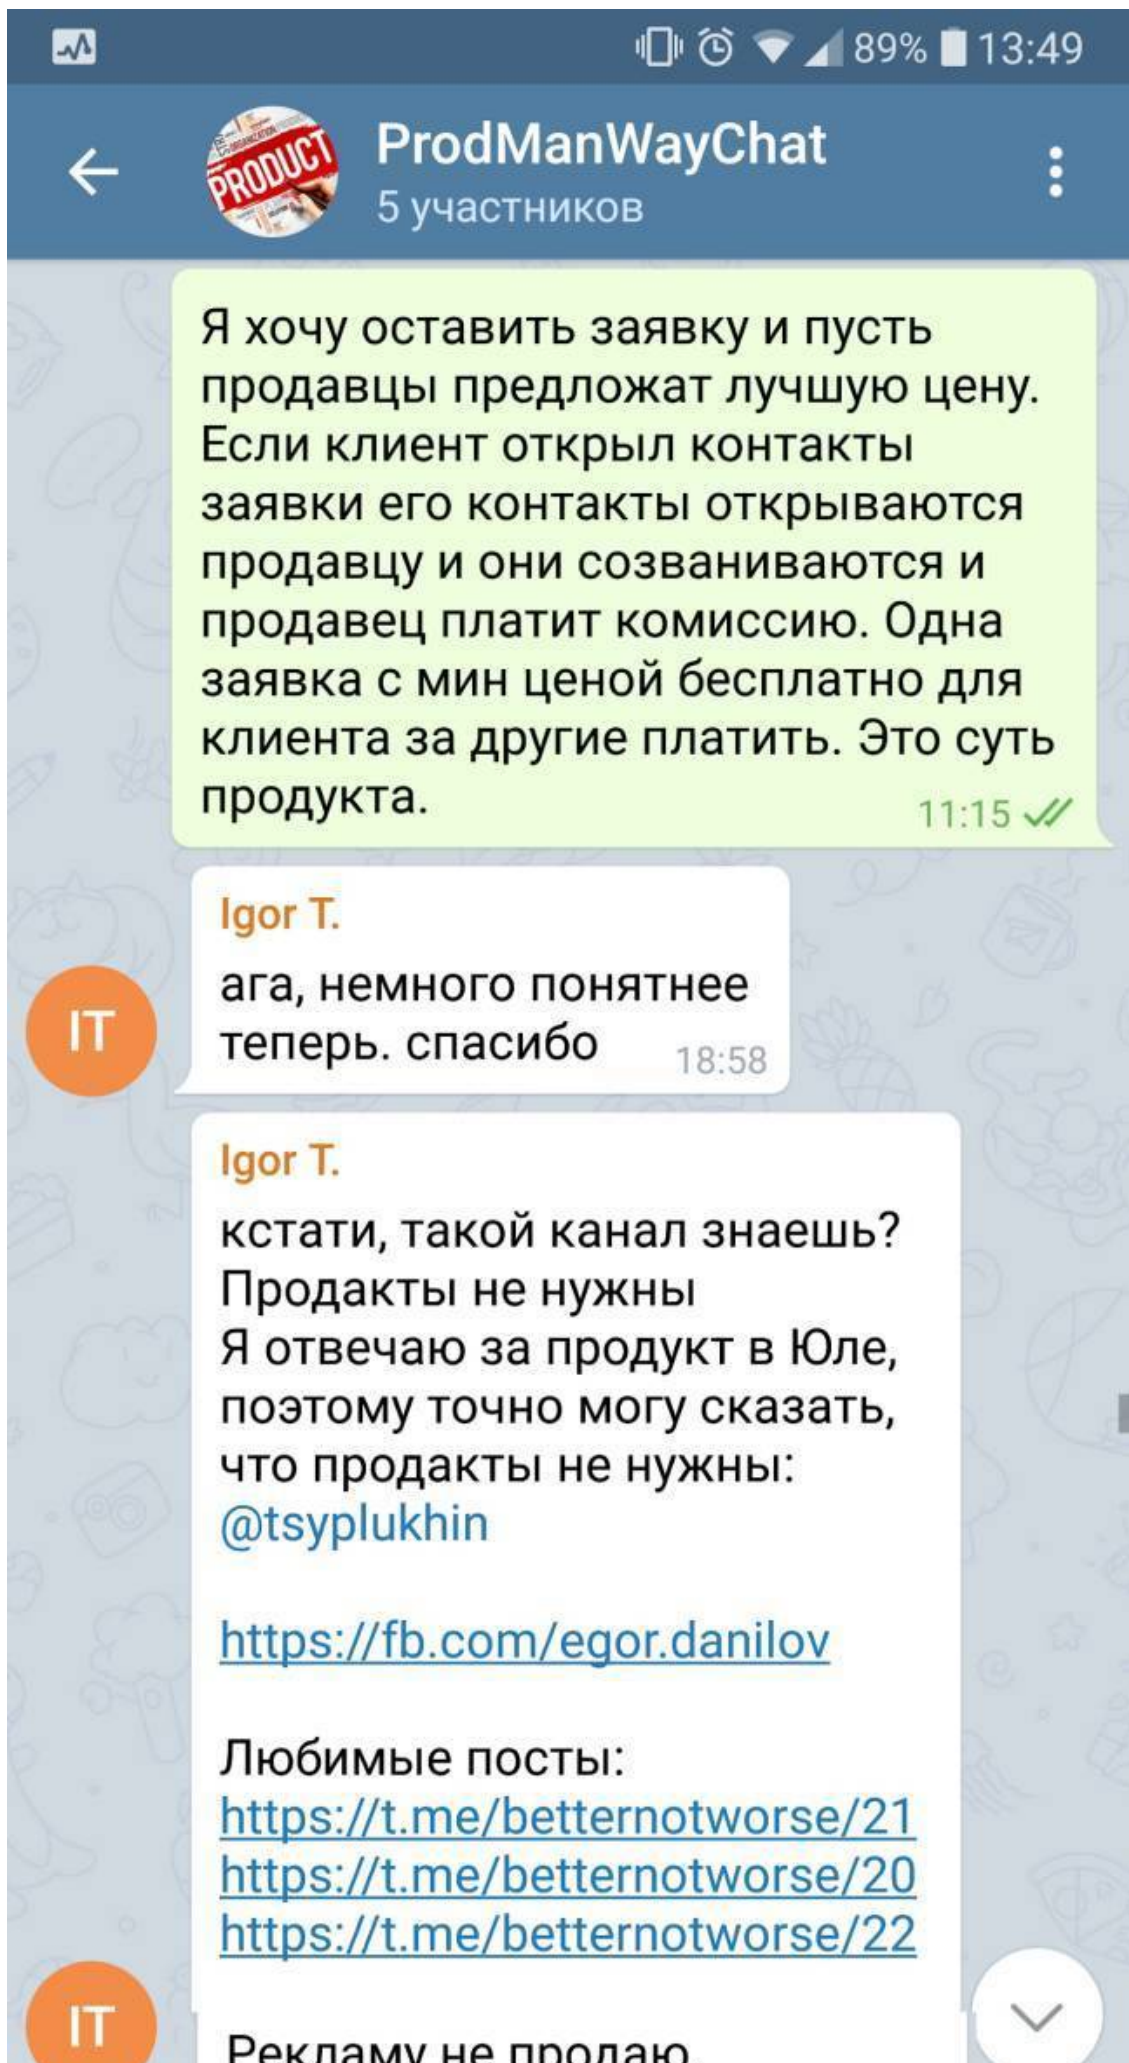 89% 13:49
PRODUCT
ProdManWayChat
5 участников
Я хочу оставить заявку и пусть
продавцы предложат лучшую цену.
Если клиент открыл контакты
заявки его контакты открываются
продавцу и они созваниваются и
продавец платит комиссию. Одна
заявка с мин ценой бесплатно для
клиента за другие платить. Это суть
продукта.
11:15
Igor T.
ага, немного понятнее
теперь. спасибо
18:58
IT
Igor T.
кстати, такой канал знаешь?
Продакты не нужны
Я отвечаю за продукт в Юле,
поэтому точно могу сказать,
что продакты не нужны:
@tsyplukhin
https://fb.com/egor.danilov
Любимые посты:
https://t.me/betternotworse/21
https://t.me/betternotworse/20
https://t.me/betternotworse/22
IT
Рекламу не продаю.